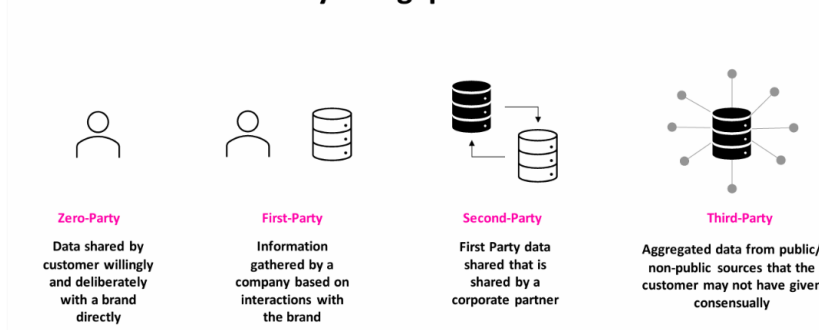 Zero-Party
Data shared by
customer willingly
and deliberately
with a brand
directly
First-Party
Information
gathered by a
company based on
interactions with
the brand
Second-Party
First Party data
shared that is
shared by a
corporate partner
Third-Party
Aggregated data from public/
non-public sources that the
customer may not have given
consensually